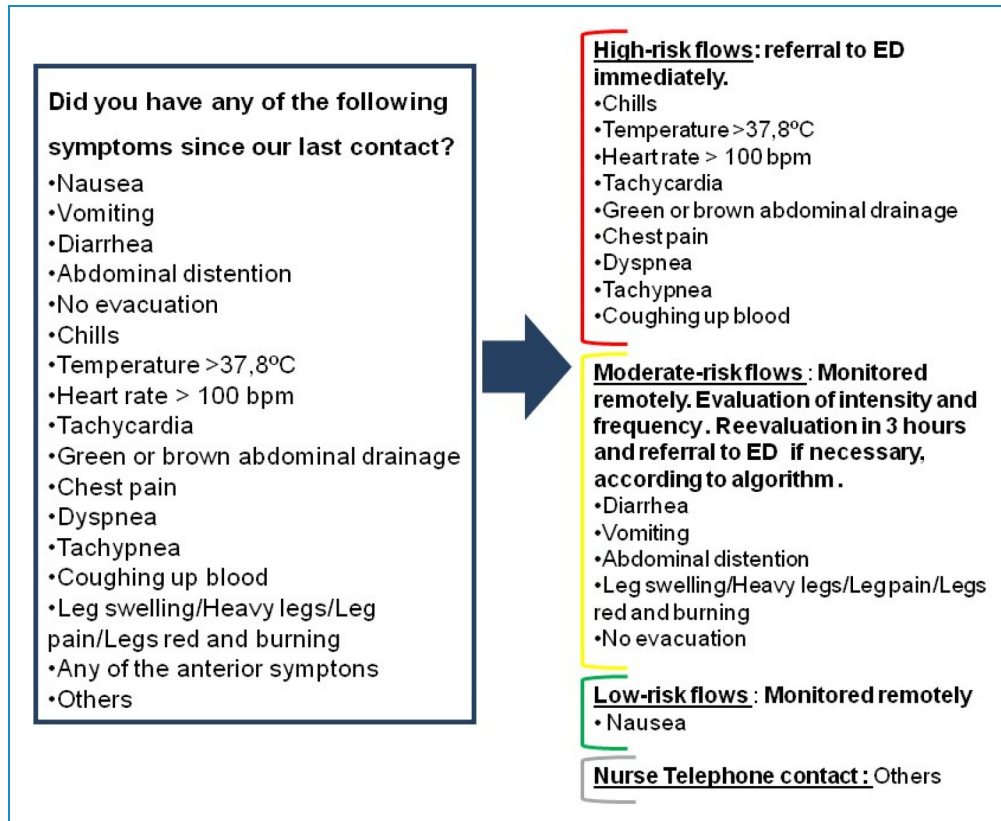 Did you have any of the following
symptoms since our last contact?
•Nausea
•Vomiting
•Diarrhea
•Abdominal distention
•No evacuation
•Chills
•Temperature >37,8ºC
•Heart rate > 100 bpm
•Tachycardia
•Green or brown abdominal drainage
•Chest pain
•Dyspnea
•Tachypnea
•Coughing up blood
•Leg swelling/Heavy legs/Leg
pain/Legs red and burning
•Any of the anterior symptons
•Others
High-risk flows: referral to ED
immediately.
•Chills
•Temperature >37,8ºC
•Heart rate > 100 bpm
•Tachycardia
•Green or brown abdominal drainage
•Chest pain
•Dyspnea
•Tachypnea
•Coughing up blood
Moderate-risk flows : Monitored
remotely. Evaluation of intensity and
frequency. Reevaluation in 3 hours
and referral to ED if necessary,
according to algorithm.
•Diarrhea
•Vomiting
•Abdominal distention
•Leg swelling/Heavy legs/Leg pain/Legs
red and burning
•No evacuation
Low-risk flows : Monitored remotely
• Nausea
Nurse Telephone contact : Others